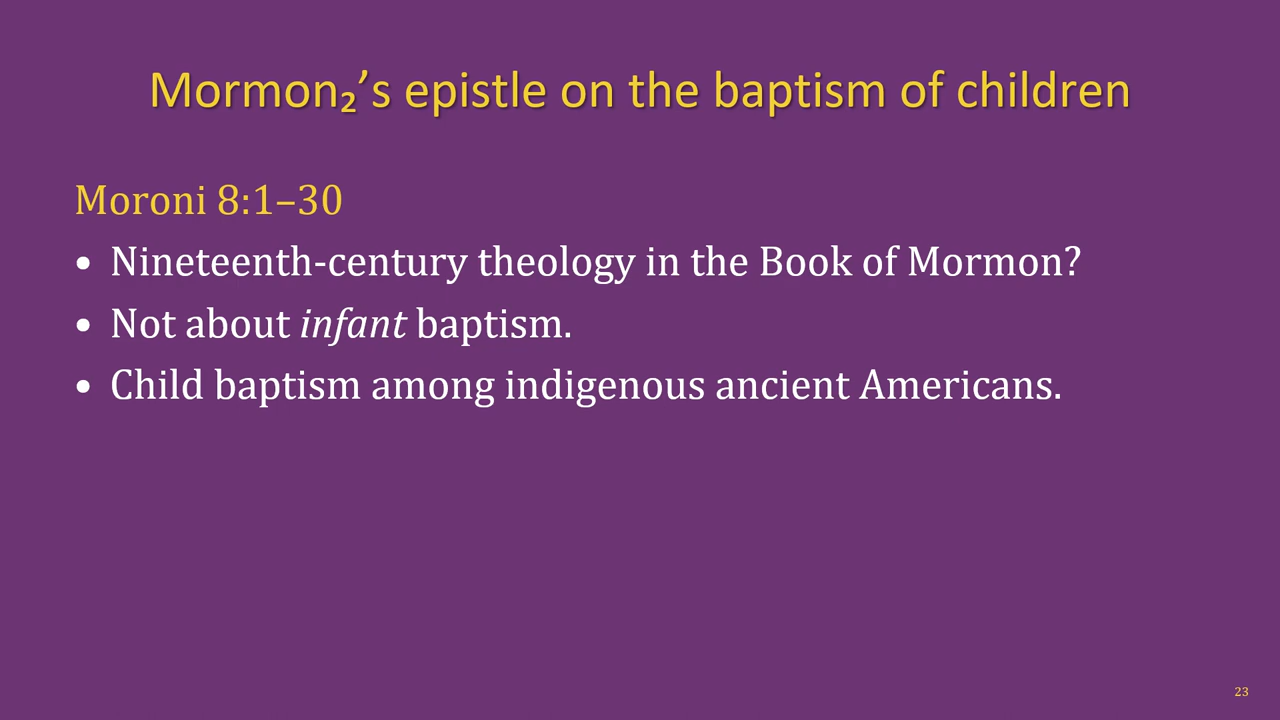 Mormon₂’s epistle on the baptism of children
Moroni 8:1–30
• Nineteenth-century theology in the Book of Mormon?
• Not about infant baptism.
• Child baptism among indigenous ancient Americans.
23